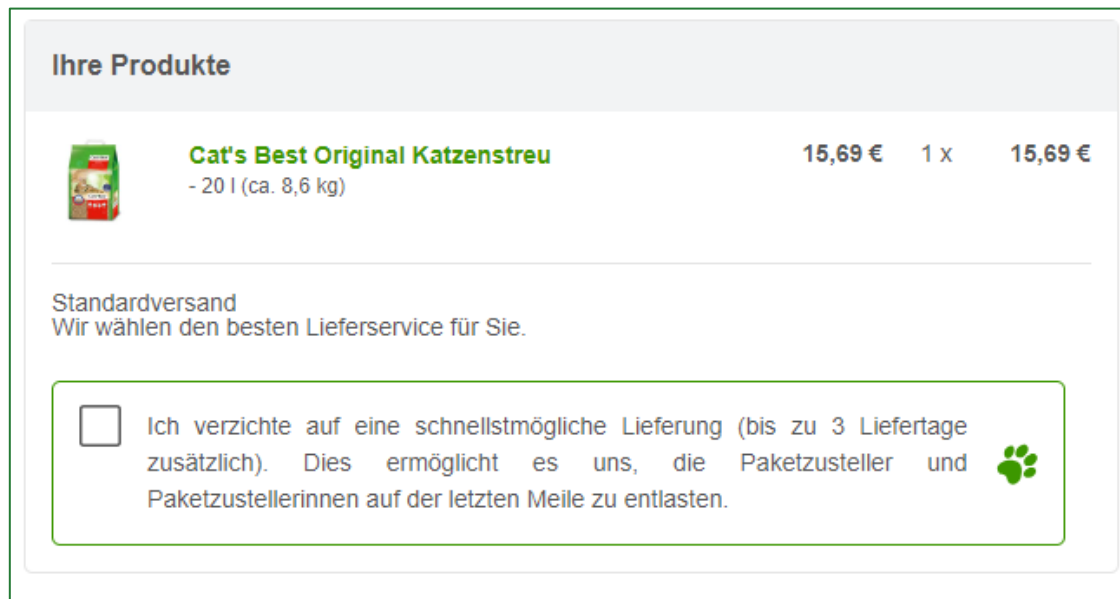 Ihre Produkte
Cat's Best Original Katzenstreu 15,69 € 1 x 15,69 €
- 20 l (ca. 8,6 kg)
Standardversand
Wir wählen den besten Lieferservice für Sie.
Ich verzichte auf eine schnellstmögliche Lieferung (bis zu 3 Liefertage
zusätzlich). Dies ermöglicht es uns, die Paketzusteller und
Paketzustellerinnen auf der letzten Meile zu entlasten.